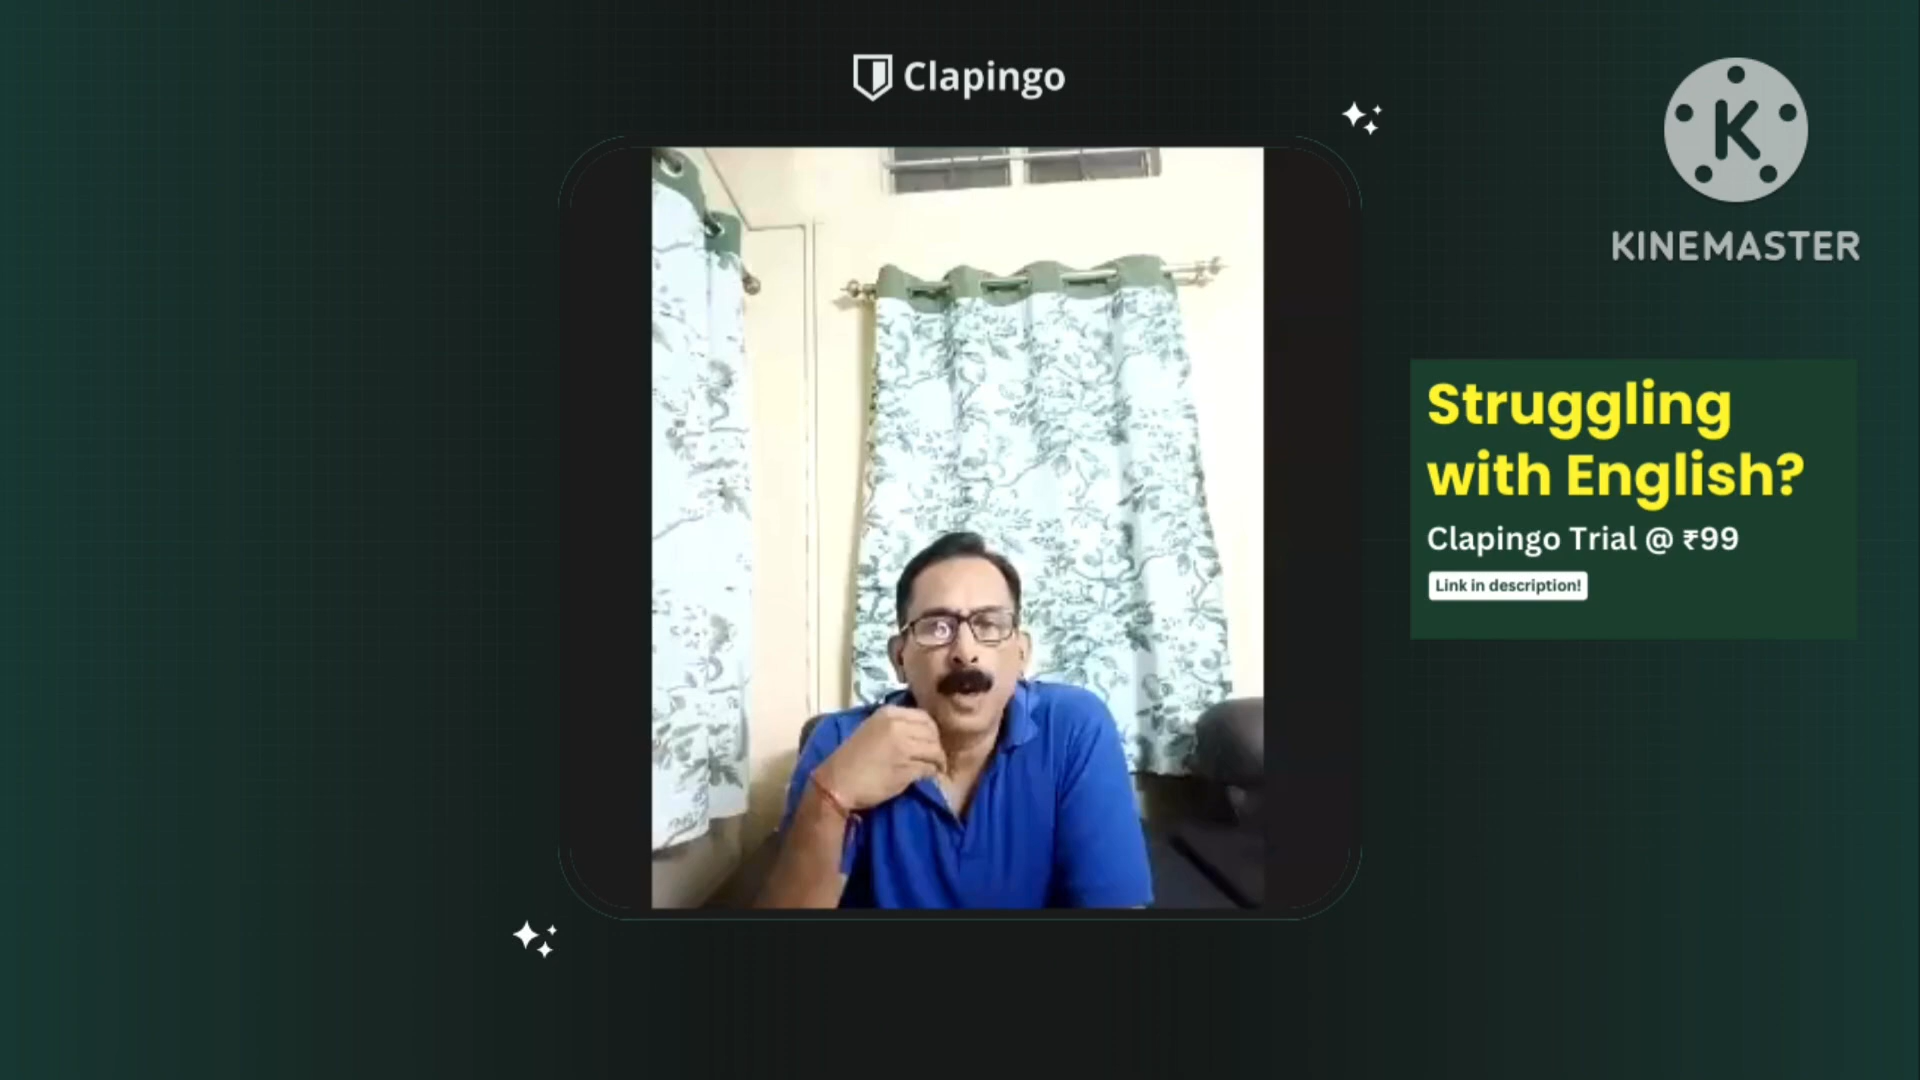 Clapingo
K
KINEMASTER
Struggling
with English?
Clapingo Trial @ ₹99
Link in description!